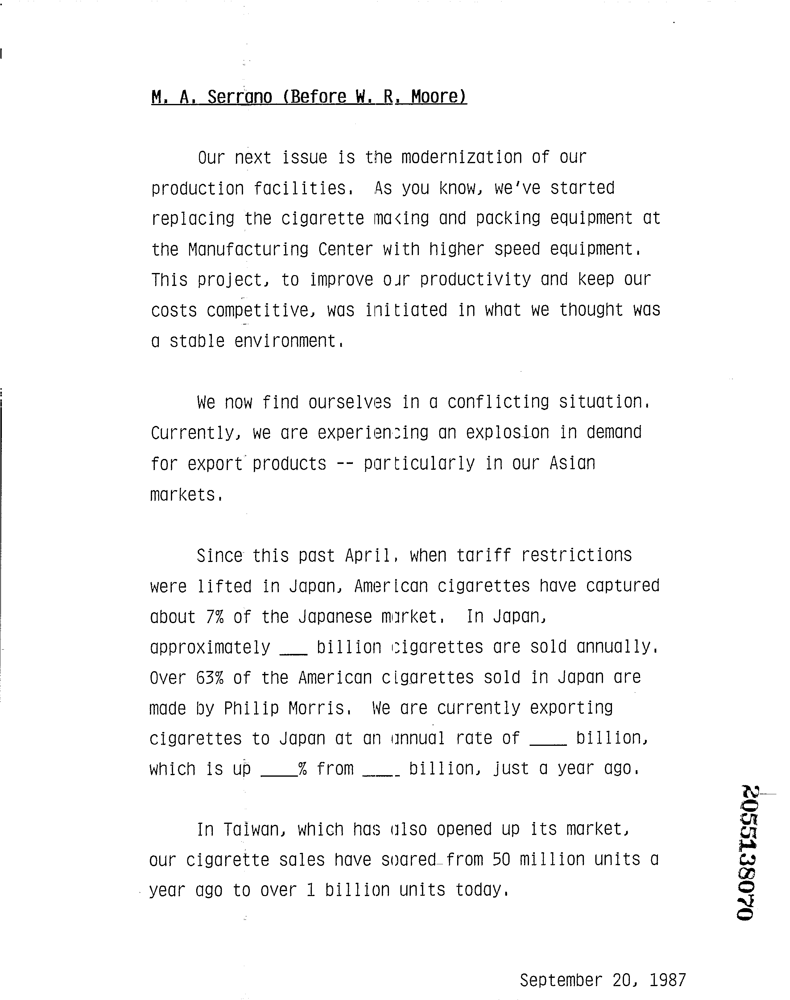 M. A. Serrano (Before W. R. Moore)
Our next issue is the modernization of our
production facilities. As you know, we've started
replacing the cigarette making and packing equipment at
the Manufacturing Center with higher speed equipment.
This project, to improve our productivity and keep our
costs competitive, was initiated in what we thought was
a stable environment.
We now find ourselves in a conflicting situation.
Currently, we are experiencing an explosion in demand
for export products -- particularly in our Asian
markets.
Since this past April, when tariff restrictions
were lifted in Japan, American cigarettes have captured
about 7% of the Japanese market. In Japan,
approximately ___ billion cigarettes are sold annually.
Over 63% of the American cigarettes sold in Japan are
made by Philip Morris. We are currently exporting
cigarettes to Japan at an annual rate of ____ billion,
which is up ____% from ____ billion, just a year ago.
In Taiwan, which has also opened up its market,
our cigarette sales have soared from 50 million units a
year ago to over 1 billion units today.
2055138070
September 20, 1987